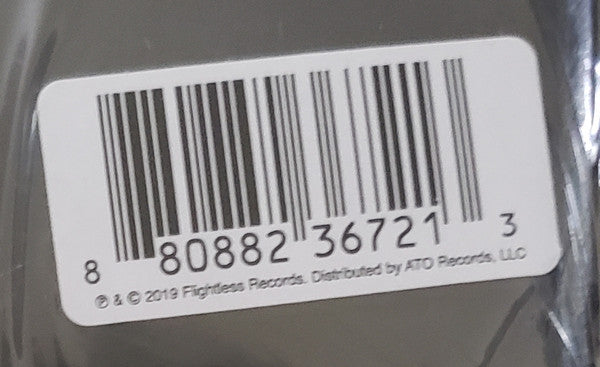 8 80882 36721 3
℗ & © 2019 Flightless Records. Distributed by ATO Records, LLC